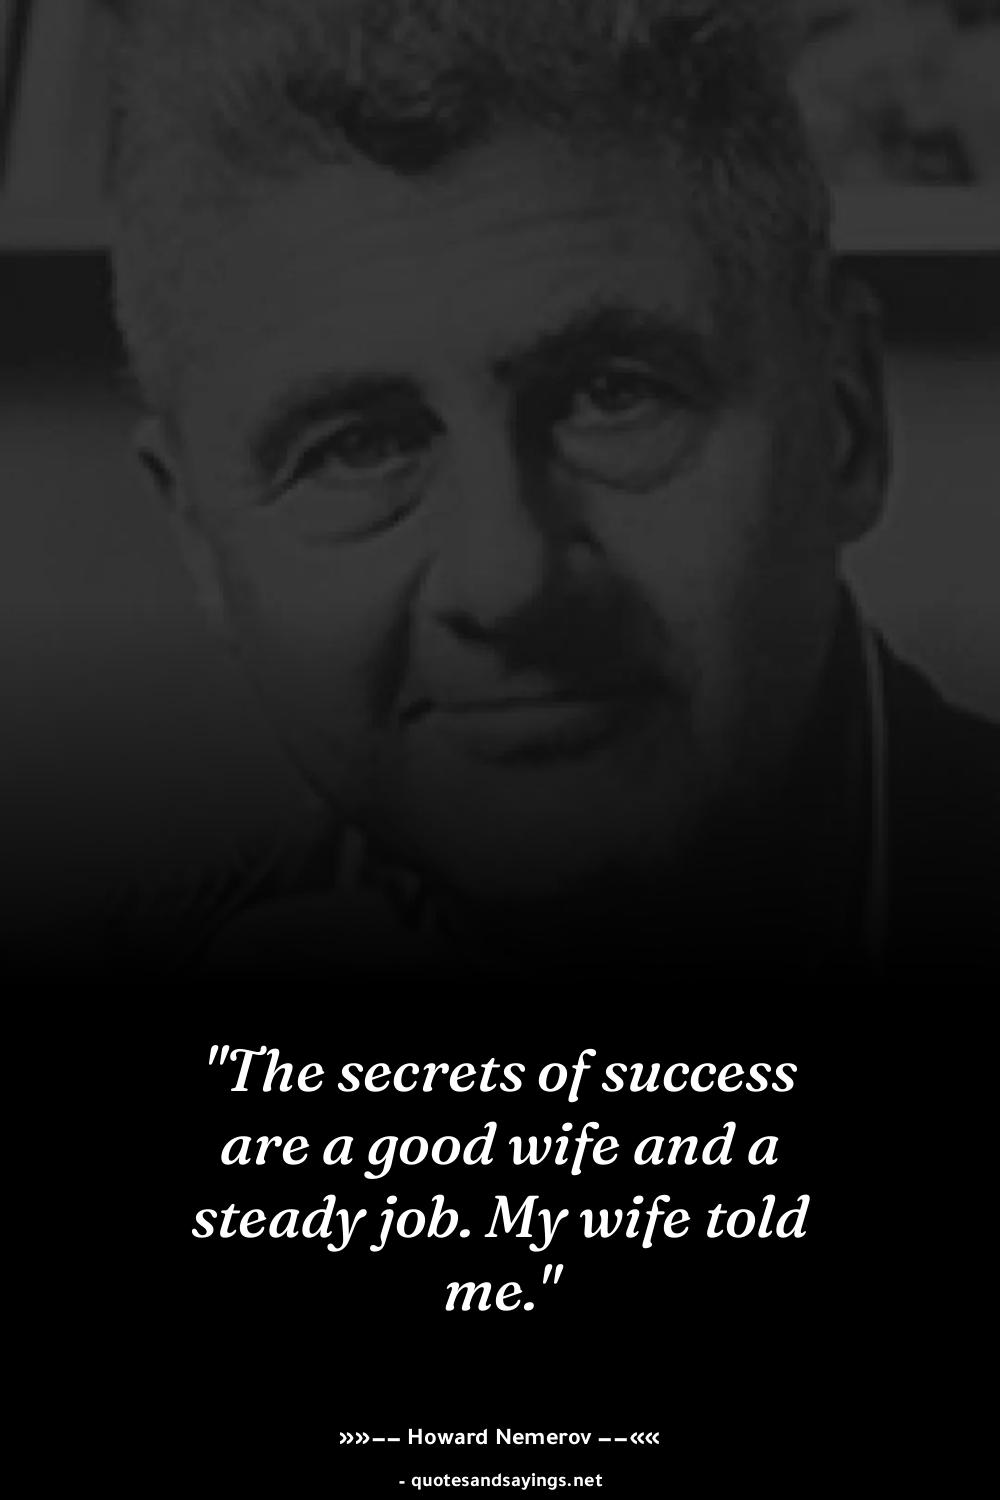 "The secrets of success
are a good wife and a
steady job. My wife told
me."
»»−− Howard Nemerov −−««
- quotesandsayings.net